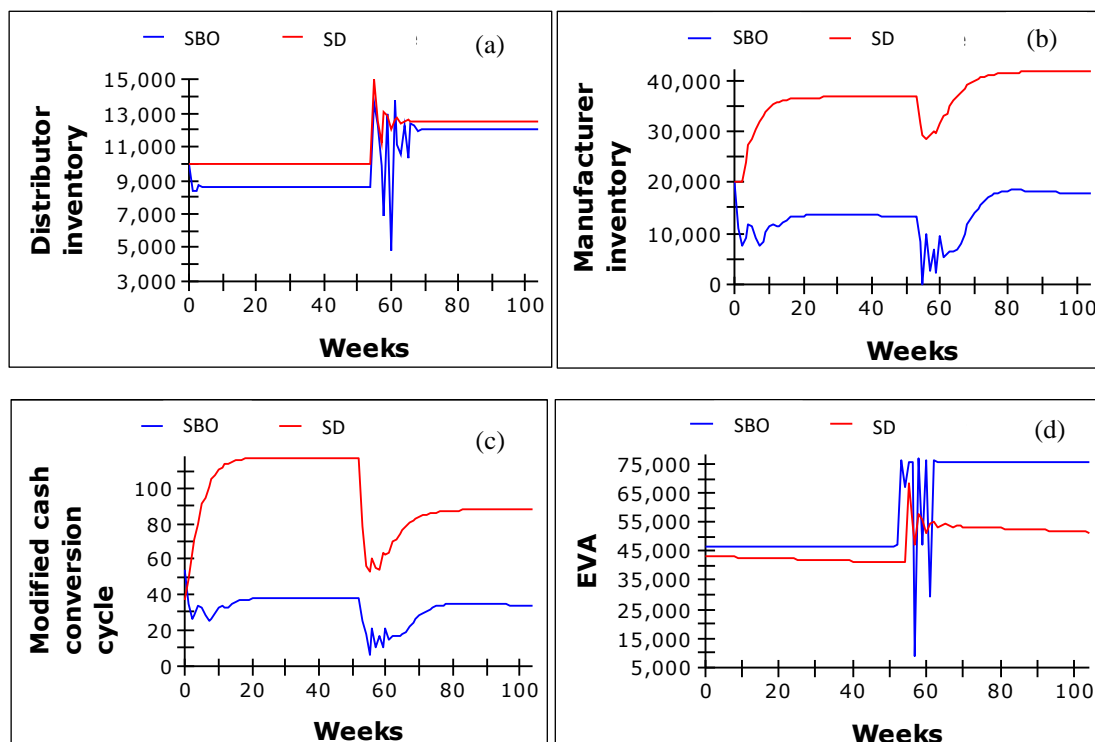 SBO SD (a)
15,000
13,000
11,000
9,000
7,000
5,000
3,000
0 20 40 60 80 100
Distributor
inventory
Weeks
SBO SD (b)
40,000
30,000
20,000
10,000
0
0 20 40 60 80 100
Manufacturer
inventory
Weeks
SBO SD (c)
100
80
60
40
20
0
0 20 40 60 80 100
Modified cash
conversion
cycle
Weeks
SBO SD (d)
75,000
65,000
55,000
45,000
35,000
25,000
15,000
5,000
0 20 40 60 80 100
EVA
Weeks